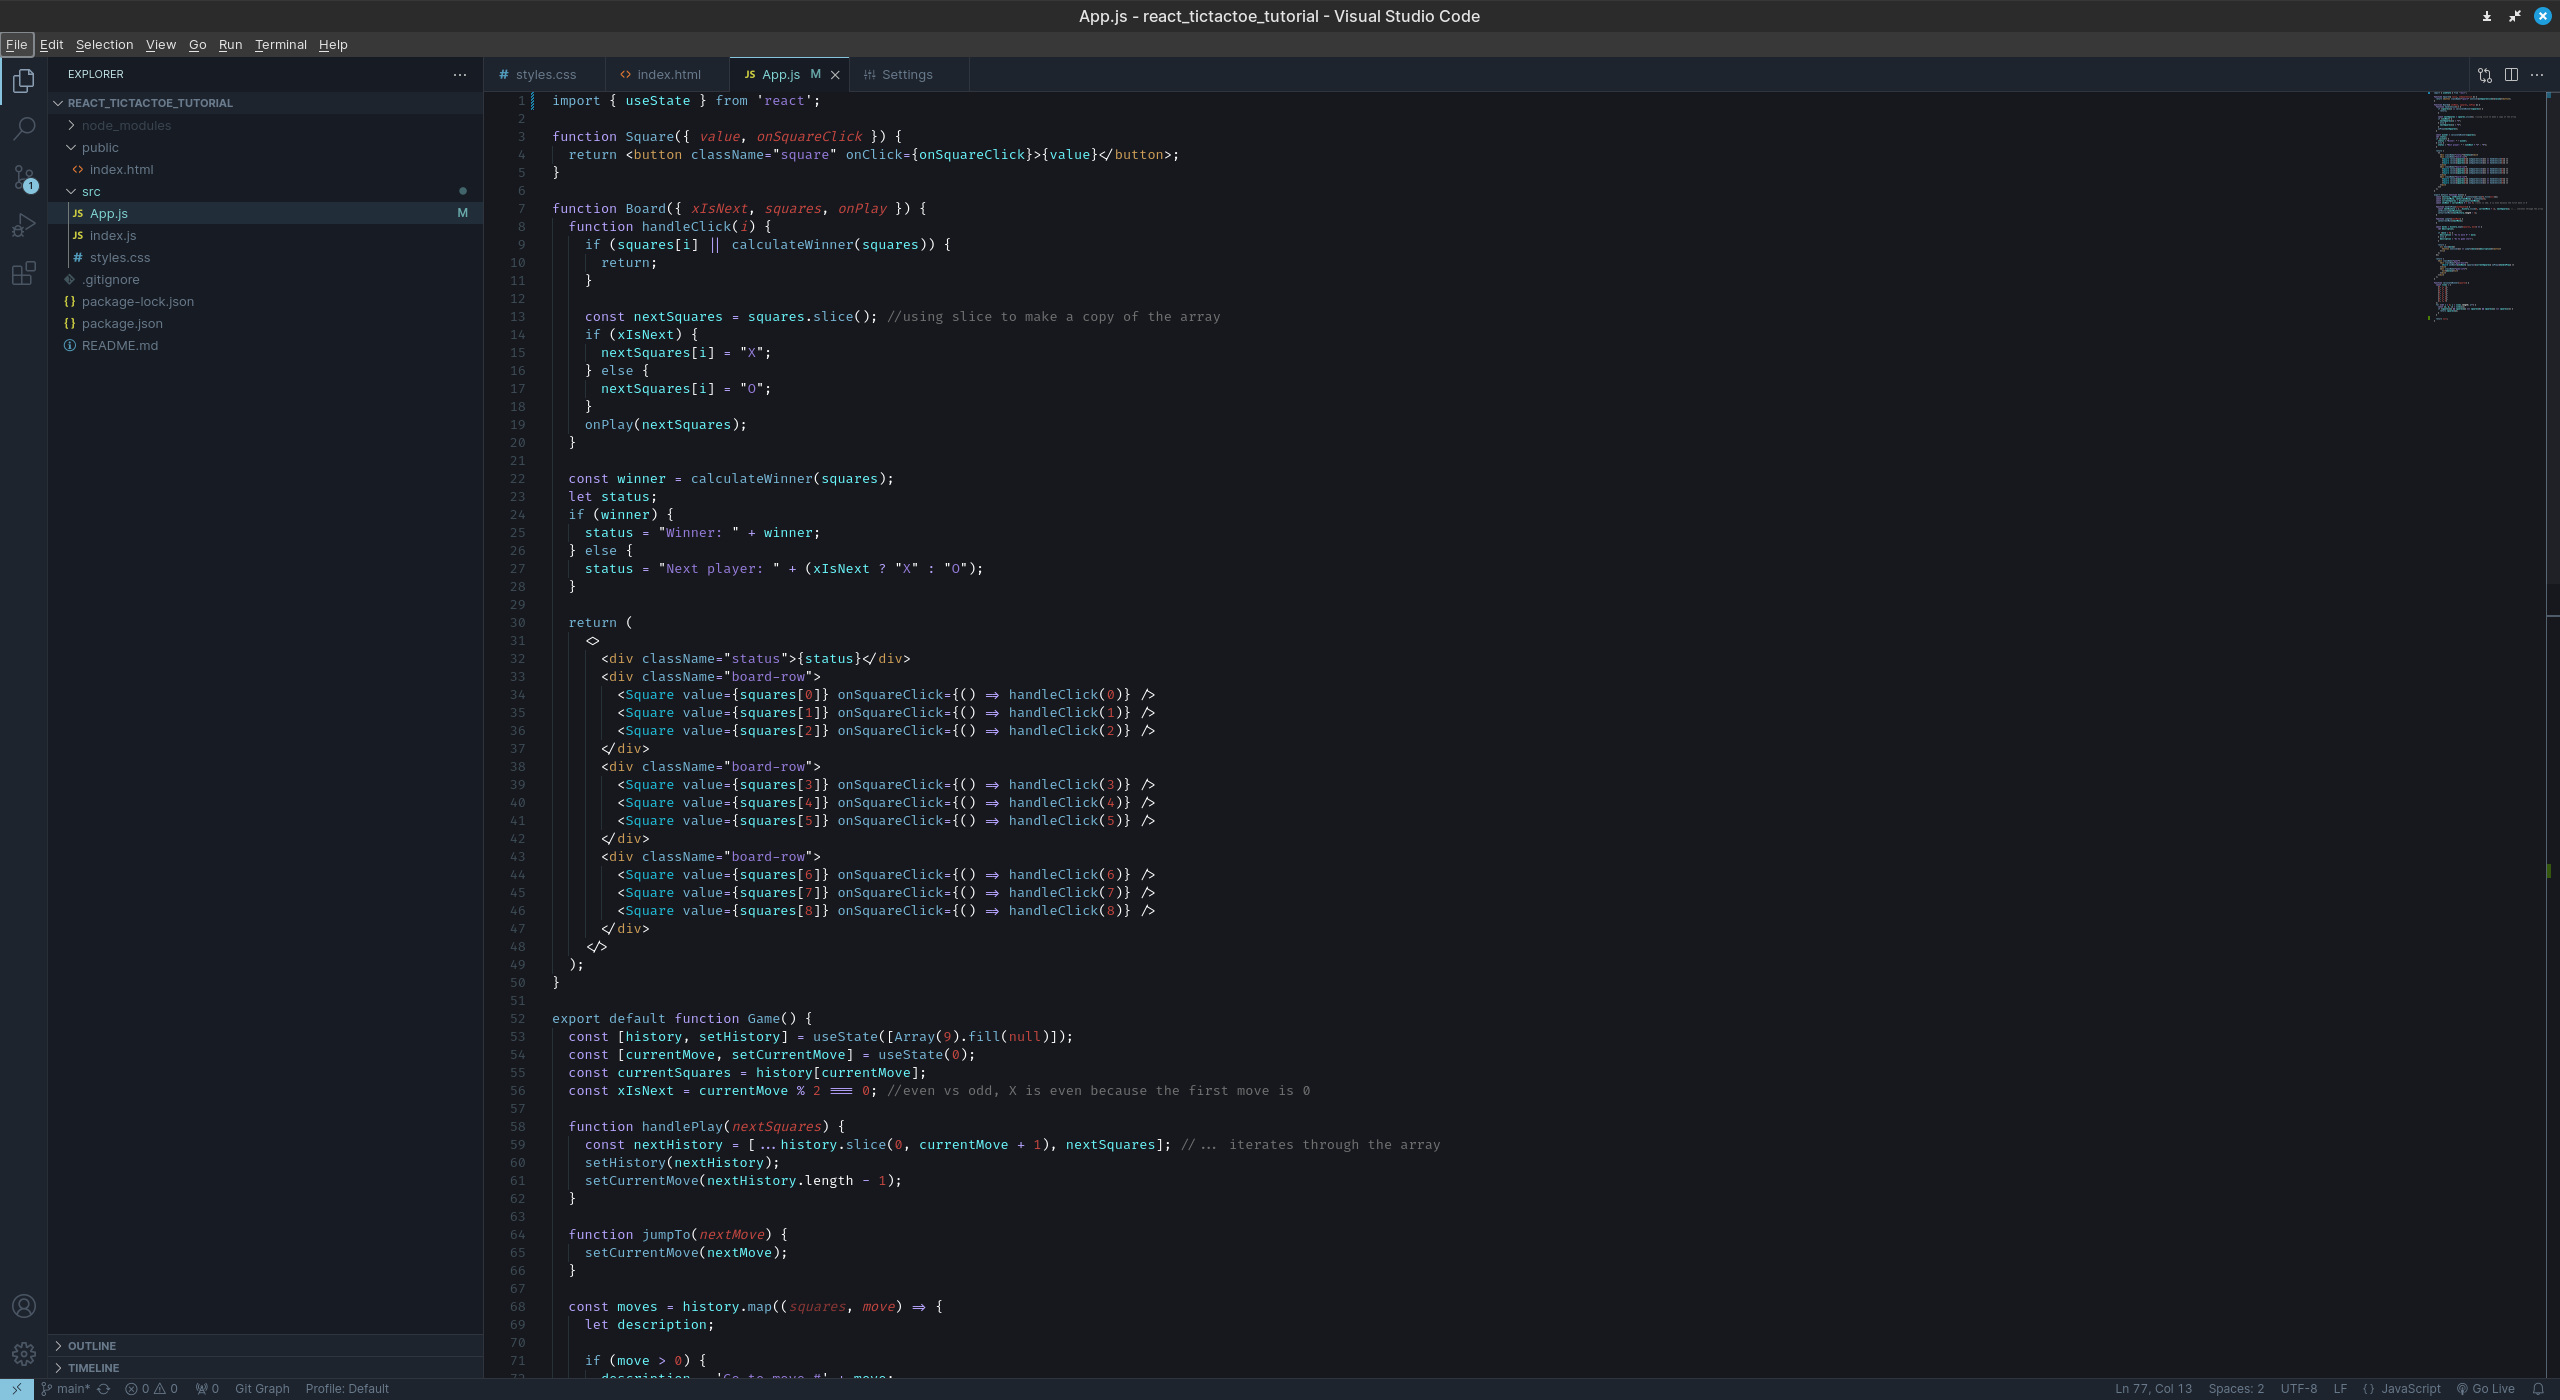 App.js - react_tictactoe_tutorial - Visual Studio Code
File Edit Selection View Go Run Terminal Help
EXPLORER
REACT_TICTACTOE_TUTORIAL
node_modules
public
index.html
src
App.js M
index.js
styles.css
.gitignore
package-lock.json
package.json
README.md
1
OUTLINE
TIMELINE
styles.css index.html App.js M Settings
1 import { useState } from 'react';
2
3 function Square({ value, onSquareClick }) {
4   return <button className="square" onClick={onSquareClick}>{value}</button>;
5 }
6
7 function Board({ xIsNext, squares, onPlay }) {
8   function handleClick(i) {
9     if (squares[i] || calculateWinner(squares)) {
10       return;
11     }
12
13     const nextSquares = squares.slice(); //using slice to make a copy of the array
14     if (xIsNext) {
15       nextSquares[i] = "X";
16     } else {
17       nextSquares[i] = "O";
18     }
19     onPlay(nextSquares);
20   }
21
22   const winner = calculateWinner(squares);
23   let status;
24   if (winner) {
25     status = "Winner: " + winner;
26   } else {
27     status = "Next player: " + (xIsNext ? "X" : "O");
28   }
29
30   return (
31     <>
32       <div className="status">{status}</div>
33       <div className="board-row">
34         <Square value={squares[0]} onSquareClick={() => handleClick(0)} />
35         <Square value={squares[1]} onSquareClick={() => handleClick(1)} />
36         <Square value={squares[2]} onSquareClick={() => handleClick(2)} />
37       </div>
38       <div className="board-row">
39         <Square value={squares[3]} onSquareClick={() => handleClick(3)} />
40         <Square value={squares[4]} onSquareClick={() => handleClick(4)} />
41         <Square value={squares[5]} onSquareClick={() => handleClick(5)} />
42       </div>
43       <div className="board-row">
44         <Square value={squares[6]} onSquareClick={() => handleClick(6)} />
45         <Square value={squares[7]} onSquareClick={() => handleClick(7)} />
46         <Square value={squares[8]} onSquareClick={() => handleClick(8)} />
47       </div>
48     </>
49   );
50 }
51
52 export default function Game() {
53   const [history, setHistory] = useState([Array(9).fill(null)]);
54   const [currentMove, setCurrentMove] = useState(0);
55   const currentSquares = history[currentMove];
56   const xIsNext = currentMove % 2 === 0; //even vs odd, X is even because the first move is 0
57
58   function handlePlay(nextSquares) {
59     const nextHistory = [...history.slice(0, currentMove + 1), nextSquares]; //... iterates through the array
60     setHistory(nextHistory);
61     setCurrentMove(nextHistory.length - 1);
62   }
63
64   function jumpTo(nextMove) {
65     setCurrentMove(nextMove);
66   }
67
68   const moves = history.map((squares, move) => {
69     let description;
70
71     if (move > 0) {
72       description = 'Go to move #' + move;
main* 0 0 0 Git Graph Profile: Default
Ln 77, Col 13 Spaces: 2 UTF-8 LF {} JavaScript Go Live